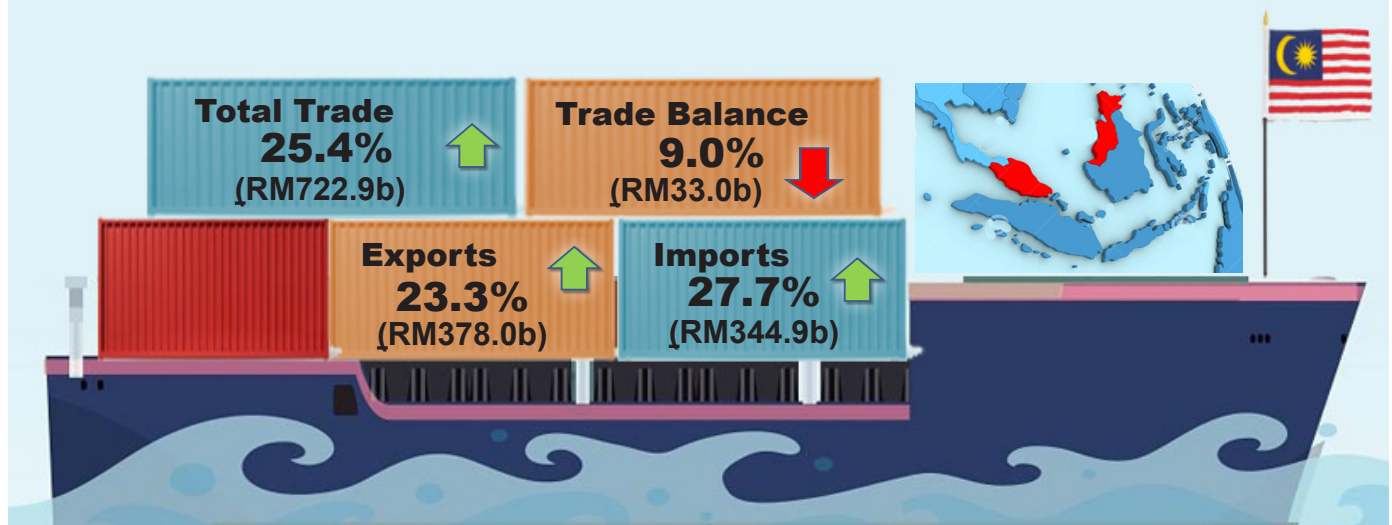 Total Trade
25.4%
(RM722.9b)
Trade Balance
9.0%
(RM33.0b)
Exports
23.3%
(RM378.0b)
Imports
27.7%
(RM344.9b)